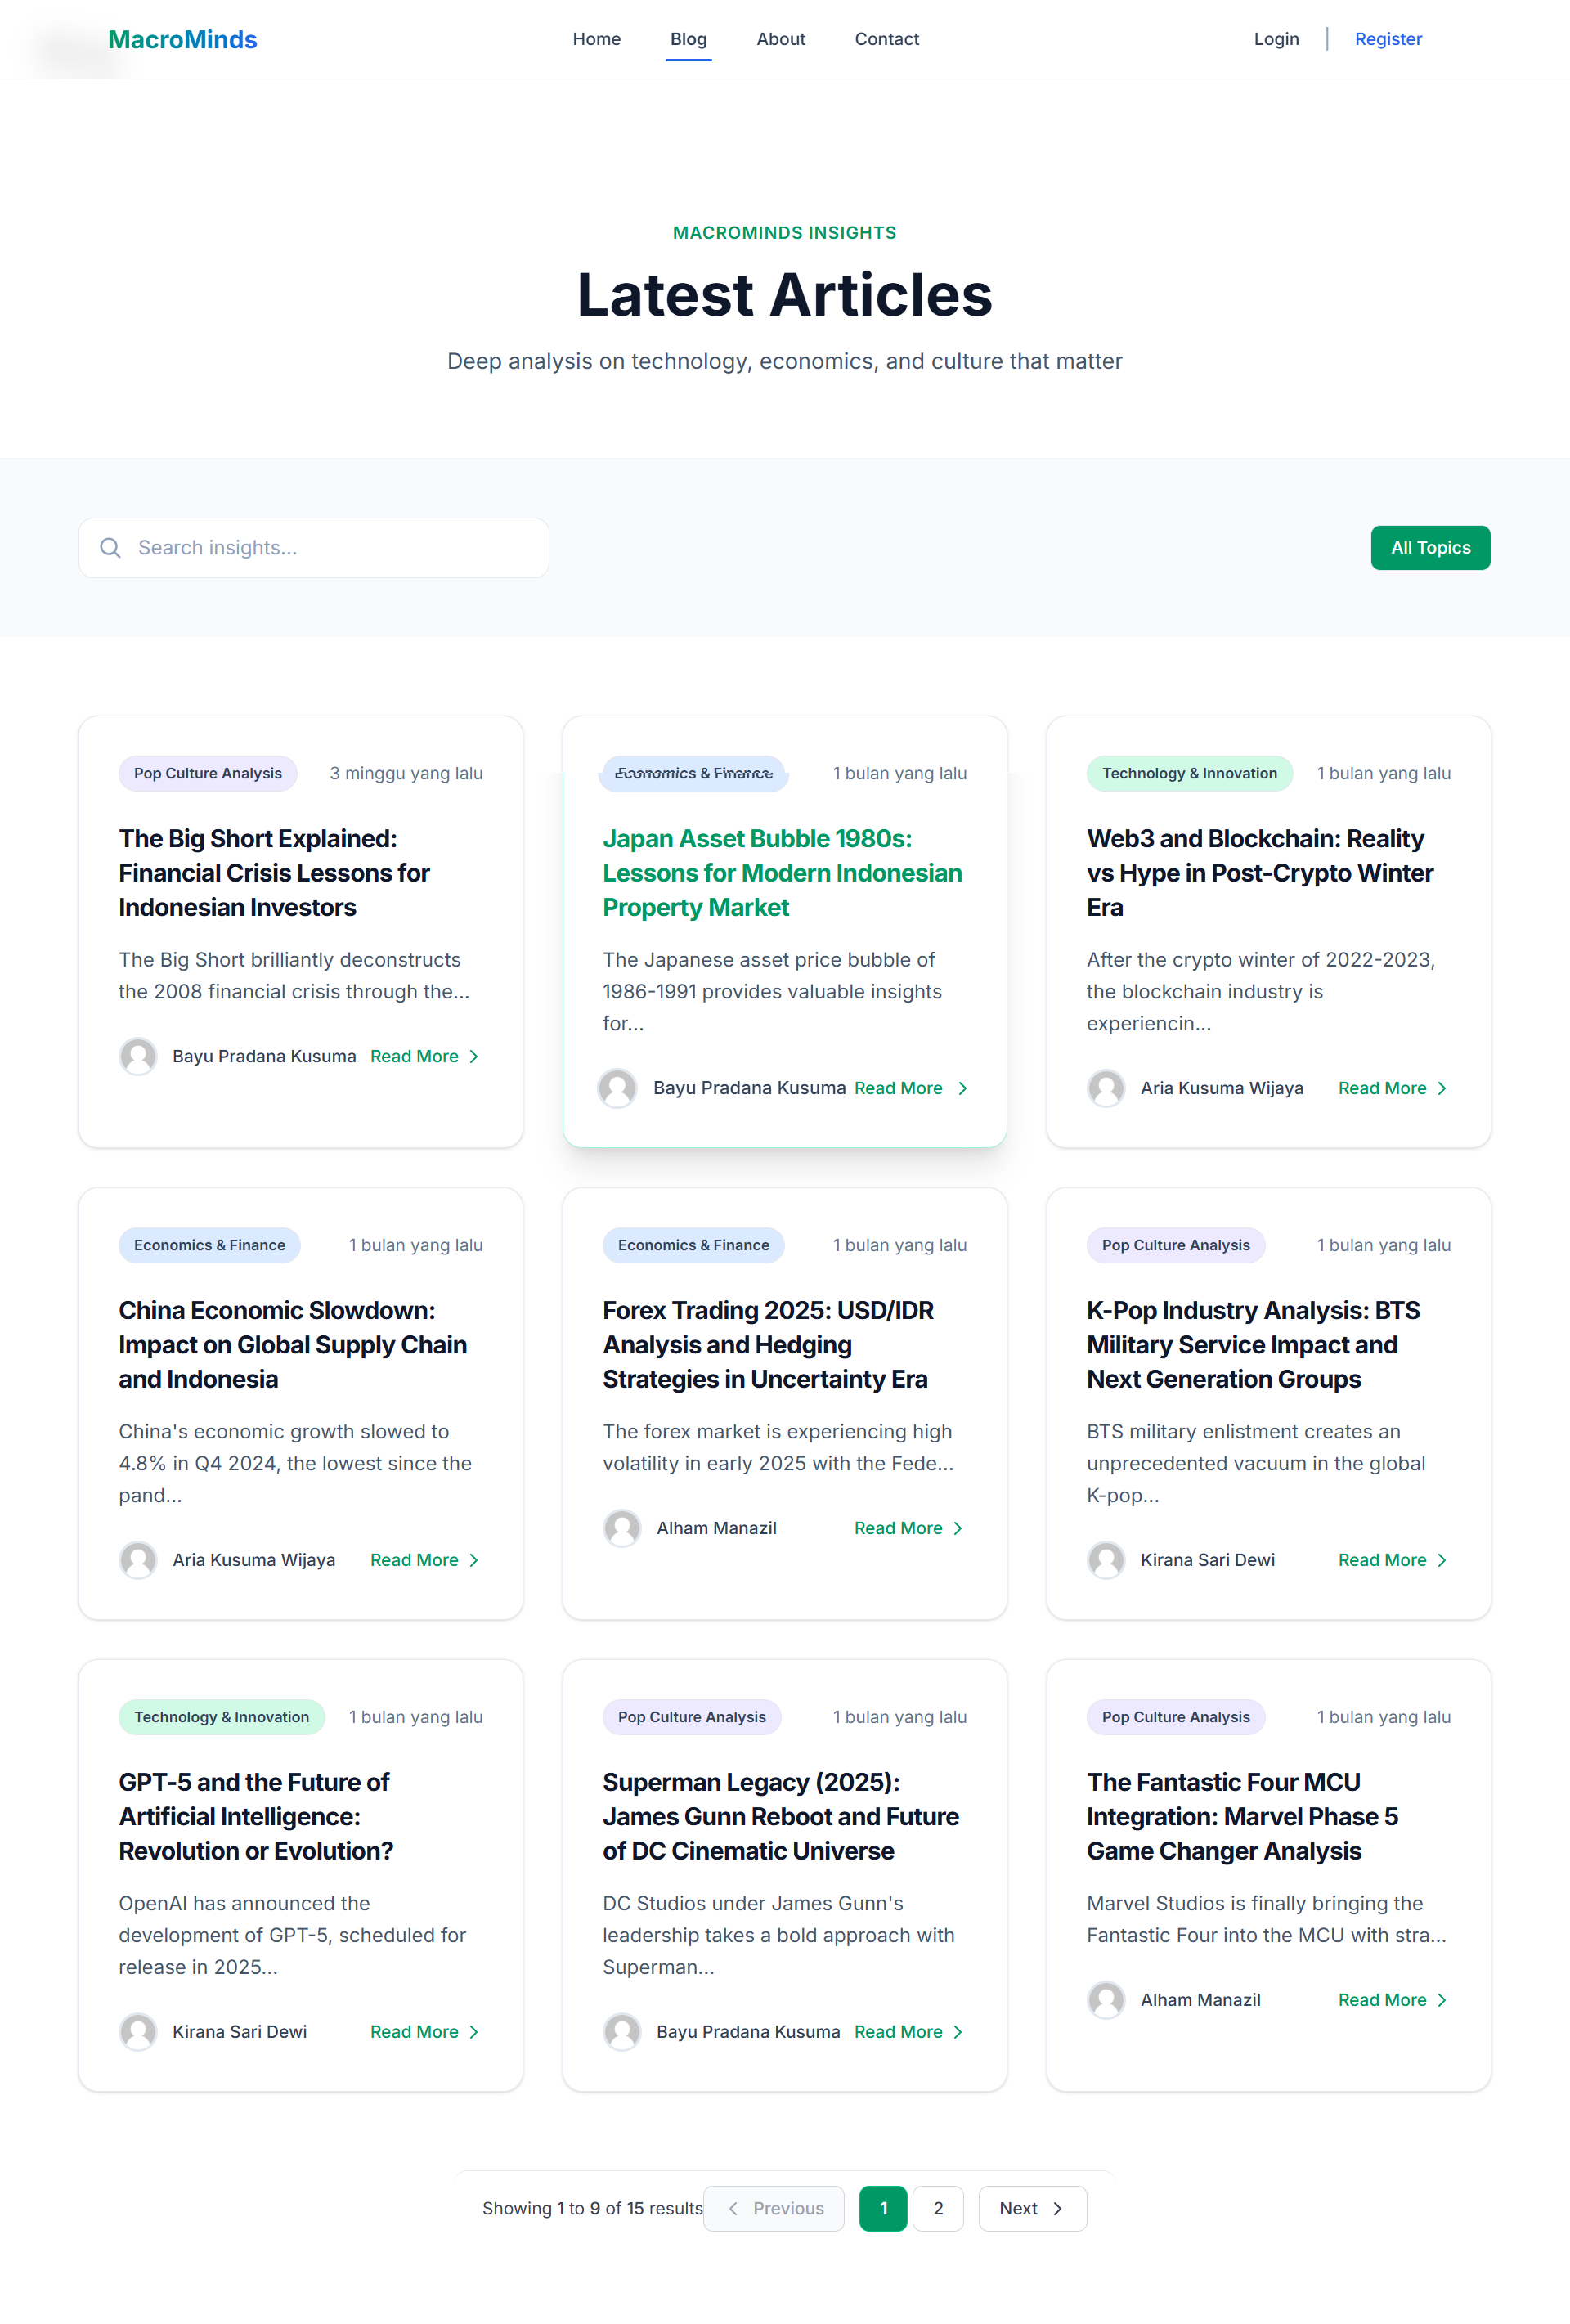 MacroMinds
Home Blog About Contact
Login | Register
MACROMINDS INSIGHTS
Latest Articles
Deep analysis on technology, economics, and culture that matter
Search insights...
All Topics
Pop Culture Analysis 3 minggu yang lalu
The Big Short Explained:
Financial Crisis Lessons for
Indonesian Investors
The Big Short brilliantly deconstructs
the 2008 financial crisis through the...
Bayu Pradana Kusuma Read More
Economics & Finance 1 bulan yang lalu
Japan Asset Bubble 1980s:
Lessons for Modern Indonesian
Property Market
The Japanese asset price bubble of
1986-1991 provides valuable insights
for...
Bayu Pradana Kusuma Read More
Technology & Innovation 1 bulan yang lalu
Web3 and Blockchain: Reality
vs Hype in Post-Crypto Winter
Era
After the crypto winter of 2022-2023,
the blockchain industry is
experiencin...
Aria Kusuma Wijaya Read More
Economics & Finance 1 bulan yang lalu
China Economic Slowdown:
Impact on Global Supply Chain
and Indonesia
China's economic growth slowed to
4.8% in Q4 2024, the lowest since the
pand...
Aria Kusuma Wijaya Read More
Economics & Finance 1 bulan yang lalu
Forex Trading 2025: USD/IDR
Analysis and Hedging
Strategies in Uncertainty Era
The forex market is experiencing high
volatility in early 2025 with the Fede...
Alham Manazil Read More
Pop Culture Analysis 1 bulan yang lalu
K-Pop Industry Analysis: BTS
Military Service Impact and
Next Generation Groups
BTS military enlistment creates an
unprecedented vacuum in the global
K-pop...
Kirana Sari Dewi Read More
Technology & Innovation 1 bulan yang lalu
GPT-5 and the Future of
Artificial Intelligence:
Revolution or Evolution?
OpenAI has announced the
development of GPT-5, scheduled for
release in 2025...
Kirana Sari Dewi Read More
Pop Culture Analysis 1 bulan yang lalu
Superman Legacy (2025):
James Gunn Reboot and Future
of DC Cinematic Universe
DC Studios under James Gunn's
leadership takes a bold approach with
Superman...
Bayu Pradana Kusuma Read More
Pop Culture Analysis 1 bulan yang lalu
The Fantastic Four MCU
Integration: Marvel Phase 5
Game Changer Analysis
Marvel Studios is finally bringing the
Fantastic Four into the MCU with stra...
Alham Manazil Read More
Showing 1 to 9 of 15 results Previous 1 2 Next